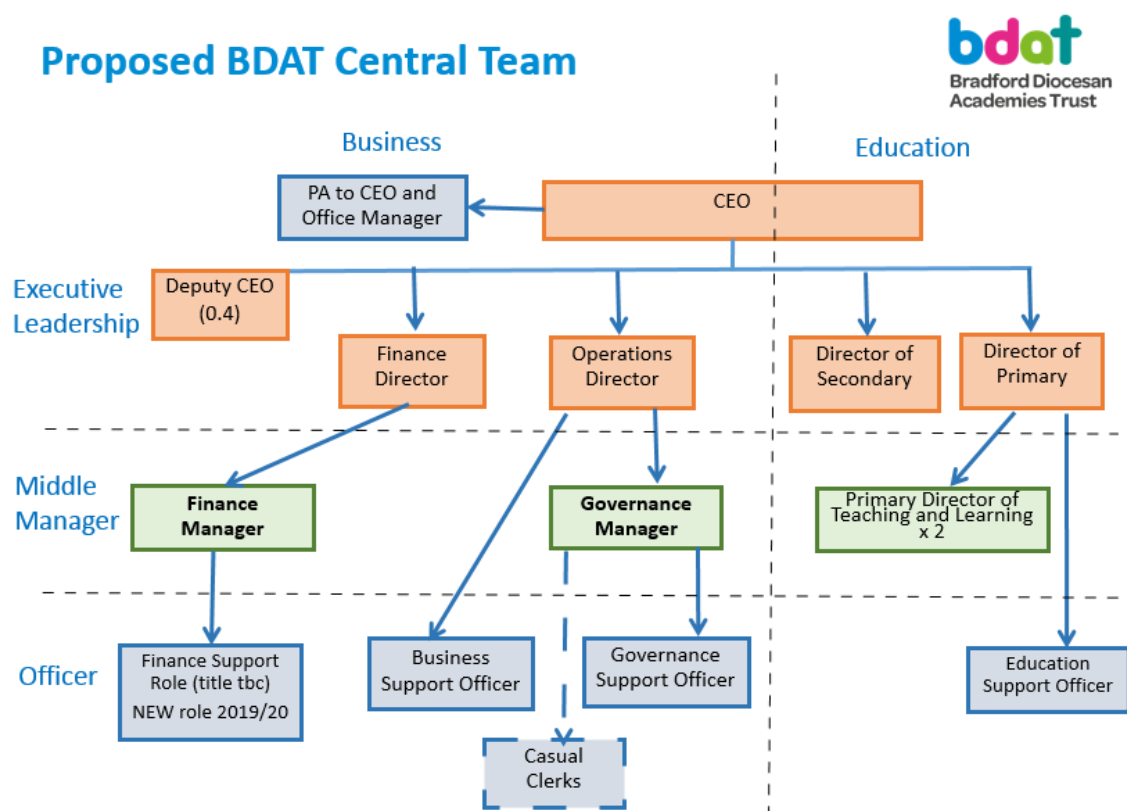 Proposed BDAT Central Team
bdat
Bradford Diocesan
Academies Trust
Business
Education
PA to CEO and
Office Manager
CEO
Executive
Leadership
Deputy CEO
(0.4)
Finance
Director
Operations
Director
Director of
Secondary
Director of
Primary
Middle
Manager
Finance
Manager
Governance
Manager
Primary Director of
Teaching and Learning
x 2
Officer
Finance Support
Role (title tbc)
NEW role 2019/20
Business
Support Officer
Governance
Support Officer
Education
Support Officer
Casual
Clerks